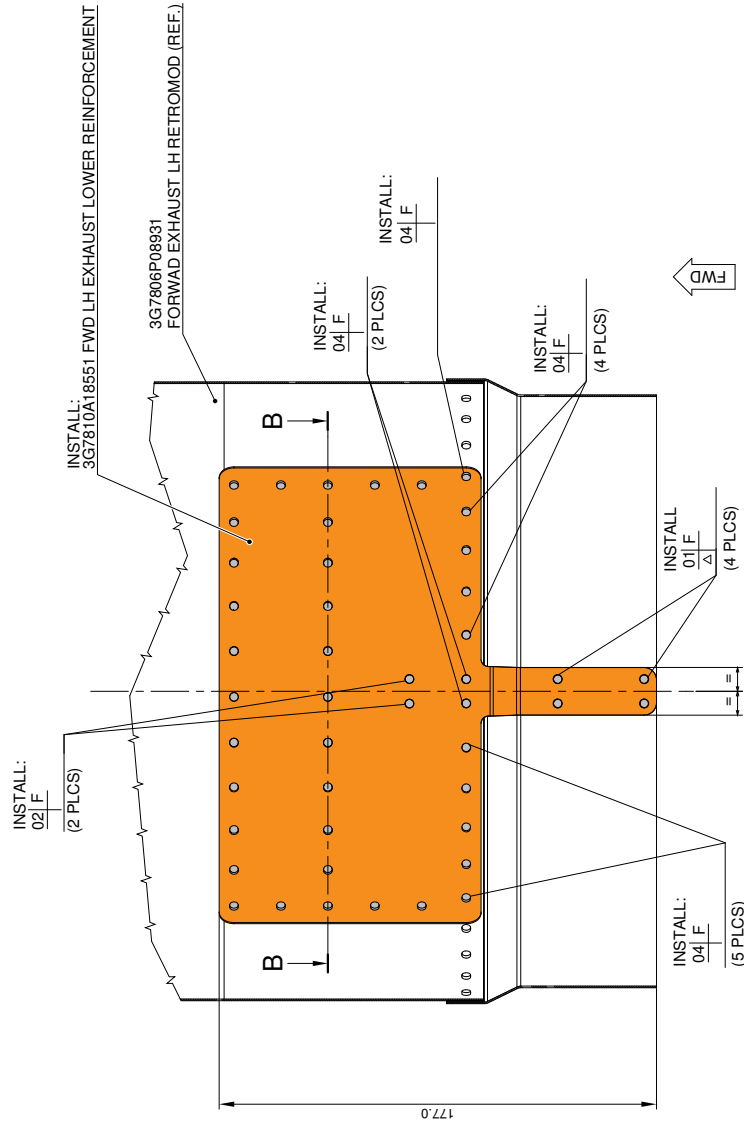 INSTALL:
3G7810A18551 FWD LH EXHAUST LOWER REINFORCEMENT
3G7806P08931
FORWAD EXHAUST LH RETROMOD (REF.)
INSTALL:
04 F
INSTALL:
04 F
(2 PLCS)
INSTALL:
04 F
(4 PLCS)
FWD
B
INSTALL
01 F
△
(4 PLCS)
=
=
INSTALL:
02 F
(2 PLCS)
B
INSTALL:
04 F
(5 PLCS)
177.0